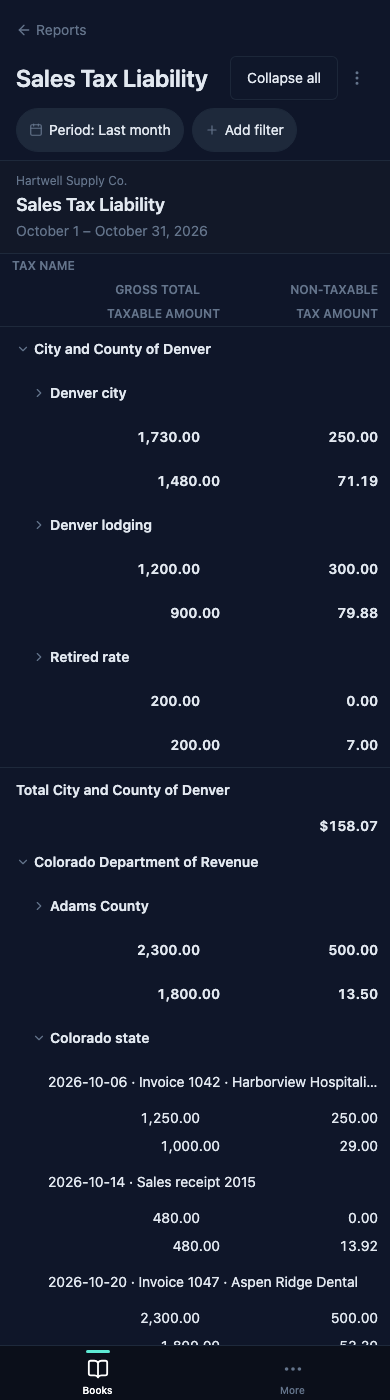 Reports
Sales Tax Liability
Collapse all
Period: Last month
Add filter
Hartwell Supply Co.
Sales Tax Liability
October 1 – October 31, 2026
TAX NAME
GROSS TOTAL NON-TAXABLE
TAXABLE AMOUNT TAX AMOUNT
City and County of Denver
Denver city
1,730.00 250.00
1,480.00 71.19
Denver lodging
1,200.00 300.00
900.00 79.88
Retired rate
200.00 0.00
200.00 7.00
Total City and County of Denver
$158.07
Colorado Department of Revenue
Adams County
2,300.00 500.00
1,800.00 13.50
Colorado state
2026-10-06 · Invoice 1042 · Harborview Hospitali…
1,250.00 250.00
1,000.00 29.00
2026-10-14 · Sales receipt 2015
480.00 0.00
480.00 13.92
2026-10-20 · Invoice 1047 · Aspen Ridge Dental
2,300.00 500.00
Books More